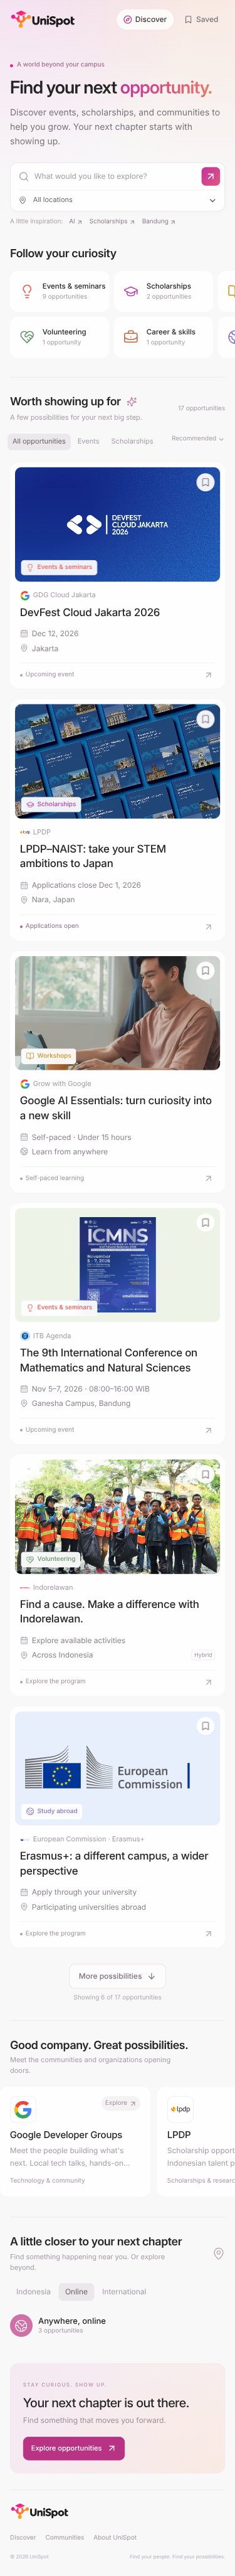 UniSpot
Discover
Saved
A world beyond your campus
Find your next opportunity.
Discover events, scholarships, and communities to
help you grow. Your next chapter starts with
showing up.
What would you like to explore?
All locations
A little inspiration: AI Scholarships Bandung
Follow your curiosity
Events & seminars
9 opportunities
Scholarships
2 opportunities
Volunteering
1 opportunity
Career & skills
1 opportunity
Worth showing up for
A few possibilities for your next big step.
17 opportunities
All opportunities Events Scholarships
Recommended
DEVFEST
CLOUD JAKARTA
Events & seminars
GDG Cloud Jakarta
DevFest Cloud Jakarta 2026
Dec 12, 2026
Jakarta
Upcoming event
Scholarships
LPDP
LPDP–NAIST: take your STEM
ambitions to Japan
Applications close Dec 1, 2026
Nara, Japan
Applications open
Workshops
Grow with Google
Google AI Essentials: turn curiosity into
a new skill
Self-paced · Under 15 hours
Learn from anywhere
Self-paced learning
ICMNS
Events & seminars
ITB Agenda
The 9th International Conference on
Mathematics and Natural Sciences
Nov 5–7, 2026 · 08:00–16:00 WIB
Ganesha Campus, Bandung
Upcoming event
Volunteering
Indorelawan
Find a cause. Make a difference with
Indorelawan.
Explore available activities
Across Indonesia
Hybrid
Explore the program
European
Commission
Study abroad
European Commission · Erasmus+
Erasmus+: a different campus, a wider
perspective
Apply through your university
Participating universities abroad
Explore the program
More possibilities
Showing 6 of 17 opportunities
Good company. Great possibilities.
Meet the communities and organizations opening
doors.
Explore
Google Developer Groups
Meet the people building what's
next. Local tech talks, hands-on...
Technology & community
lpdp
LPDP
Scholarship
Indonesian talent
Scholarships &
A little closer to your next chapter
Find something happening near you. Or explore
beyond.
Indonesia Online International
Anywhere, online
3 opportunities
STAY CURIOUS. SHOW UP.
Your next chapter is out there.
Find something that moves you forward.
Explore opportunities
UniSpot
Discover Communities About UniSpot
© 2026 UniSpot
Find your people. Find your possibilities.